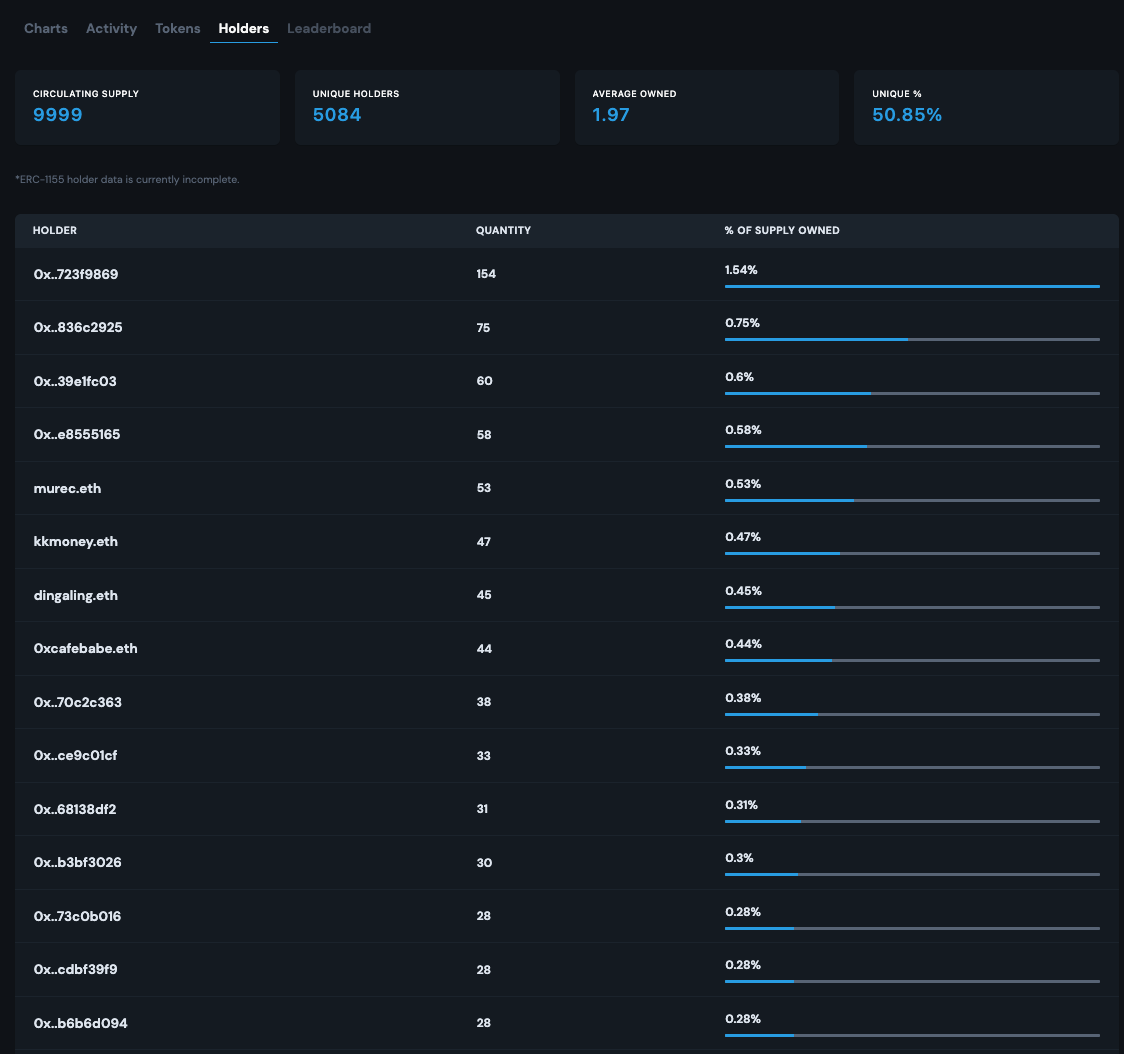 Charts Activity Tokens Holders Leaderboard
CIRCULATING SUPPLY UNIQUE HOLDERS AVERAGE OWNED UNIQUE %
9999 5084 1.97 50.85%
*ERC-1155 holder data is currently incomplete.
HOLDER QUANTITY % OF SUPPLY OWNED
0x..723f9869 154 1.54%
0x..836c2925 75 0.75%
0x..39e1fc03 60 0.6%
0x..e8555165 58 0.58%
murec.eth 53 0.53%
kkmoney.eth 47 0.47%
dingaling.eth 45 0.45%
0xcafebabe.eth 44 0.44%
0x..70c2c363 38 0.38%
0x..ce9c01cf 33 0.33%
0x..68138df2 31 0.31%
0x..b3bf3026 30 0.3%
0x..73c0b016 28 0.28%
0x..cdbf39f9 28 0.28%
0x..b6b6d094 28 0.28%